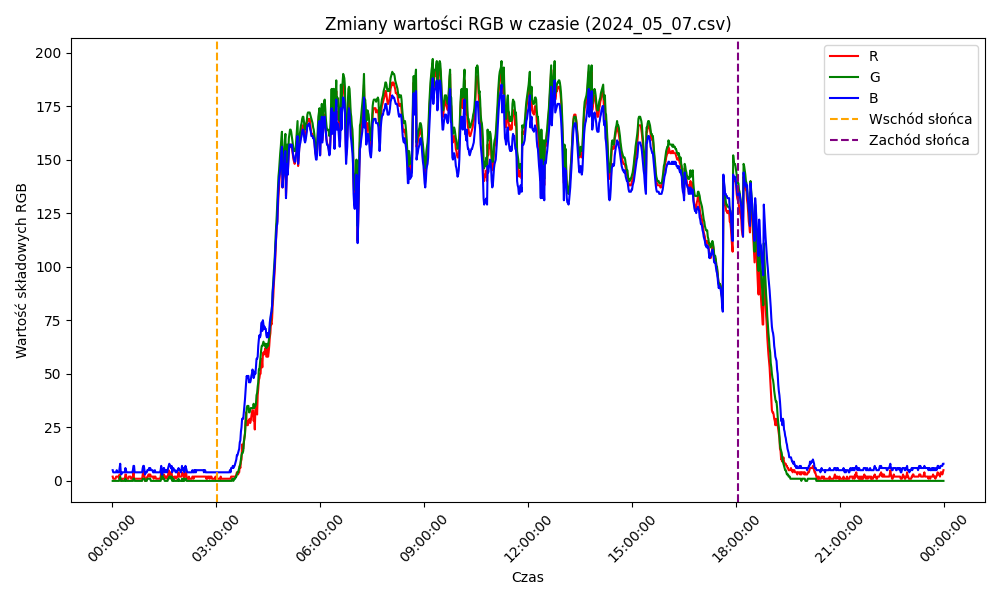 Zmiany wartości RGB w czasie (2024_05_07.csv)
R
G
B
Wschód słońca
Zachód słońca
Wartość składowych RGB
200
175
150
125
100
75
50
25
0
00:00:00
03:00:00
06:00:00
09:00:00
12:00:00
15:00:00
18:00:00
21:00:00
00:00:00
Czas